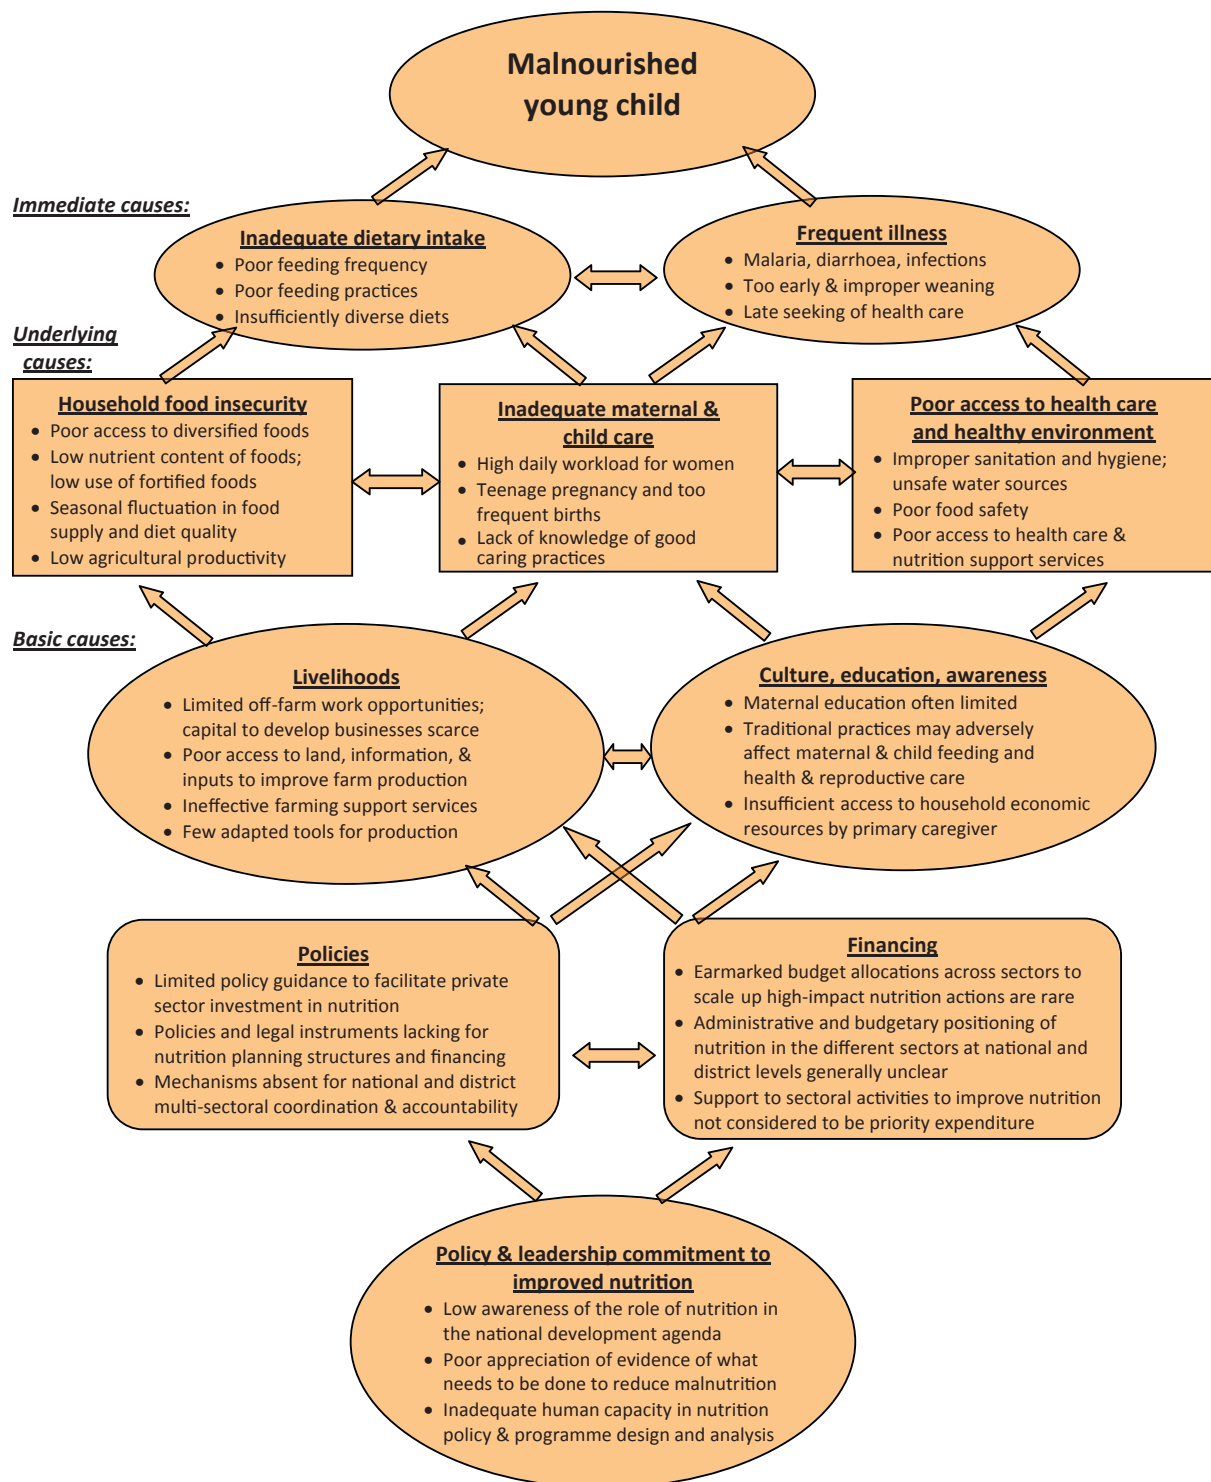 Malnourished
young child
Immediate causes:
Inadequate dietary intake
• Poor feeding frequency
• Poor feeding practices
• Insufficiently diverse diets
Frequent illness
• Malaria, diarrhoea, infections
• Too early & improper weaning
• Late seeking of health care
Underlying
causes:
Household food insecurity
• Poor access to diversified foods
• Low nutrient content of foods;
low use of fortified foods
• Seasonal fluctuation in food
supply and diet quality
• Low agricultural productivity
Inadequate maternal &
child care
• High daily workload for women
• Teenage pregnancy and too
frequent births
• Lack of knowledge of good
caring practices
Poor access to health care
and healthy environment
• Improper sanitation and hygiene;
unsafe water sources
• Poor food safety
• Poor access to health care &
nutrition support services
Basic causes:
Livelihoods
• Limited off-farm work opportunities;
capital to develop businesses scarce
• Poor access to land, information, &
inputs to improve farm production
• Ineffective farming support services
• Few adapted tools for production
Culture, education, awareness
• Maternal education often limited
• Traditional practices may adversely
affect maternal & child feeding and
health & reproductive care
• Insufficient access to household economic
resources by primary caregiver
Policies
• Limited policy guidance to facilitate private
sector investment in nutrition
• Policies and legal instruments lacking for
nutrition planning structures and financing
• Mechanisms absent for national and district
multi-sectoral coordination & accountability
Financing
• Earmarked budget allocations across sectors to
scale up high-impact nutrition actions are rare
• Administrative and budgetary positioning of
nutrition in the different sectors at national and
district levels generally unclear
• Support to sectoral activities to improve nutrition
not considered to be priority expenditure
Policy & leadership commitment to
improved nutrition
• Low awareness of the role of nutrition in
the national development agenda
• Poor appreciation of evidence of what
needs to be done to reduce malnutrition
• Inadequate human capacity in nutrition
policy & programme design and analysis